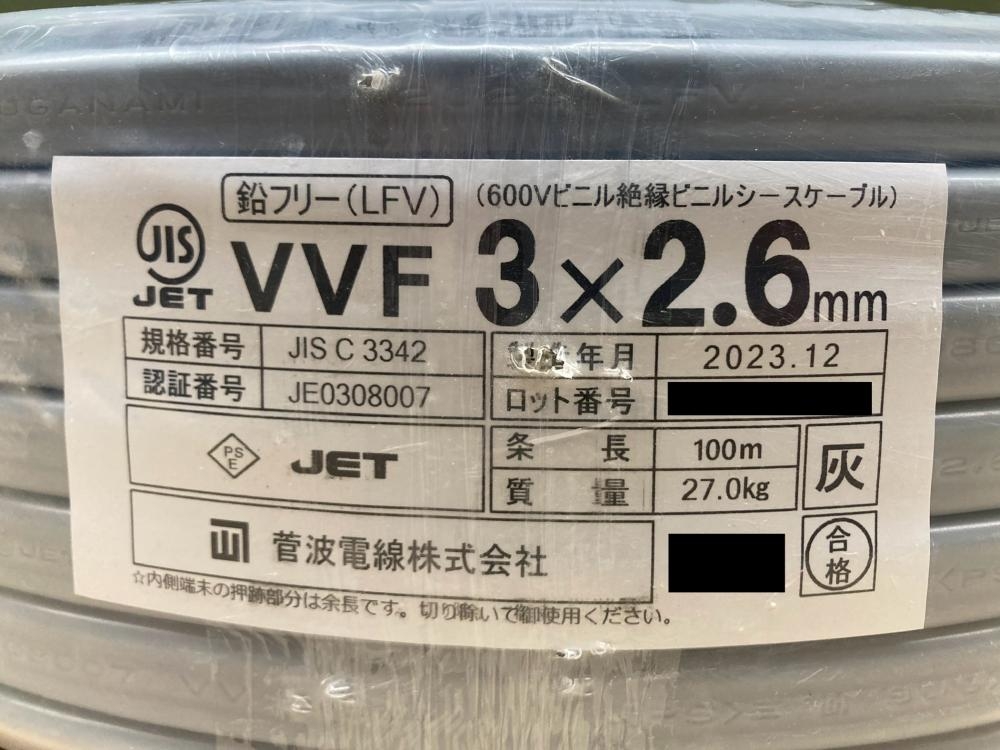 鉛フリー(LFV)
(600Vビニル絶縁ビニルシースケーブル)
JIS
JET
VVF 3×2.6mm
規格番号 JIS C 3342
年月 2023.12
認証番号 JE0308007
ロット番号
PS
E
JET
条長 100m
質量 27.0kg
灰
菅波電線株式会社
合格
☆内側端末の押跡部分は余長です。切り除いて御使用ください。